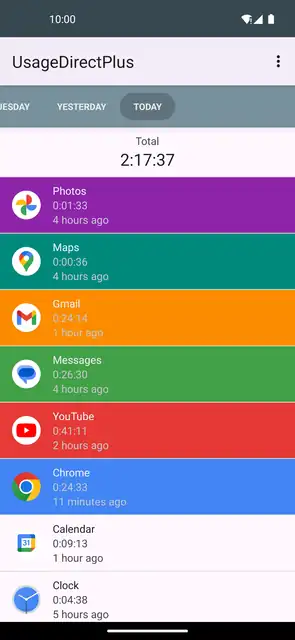 10:00
UsageDirectPlus
UESDAY YESTERDAY TODAY
Total
2:17:37
Photos
0:01:33
4 hours ago
Maps
0:00:36
4 hours ago
Gmail
0:24:14
1 hour ago
Messages
0:26:30
4 hours ago
YouTube
0:41:11
2 hours ago
Chrome
0:24:33
11 minutes ago
31
Calendar
0:09:13
1 hour ago
Clock
0:04:38
5 hours ago